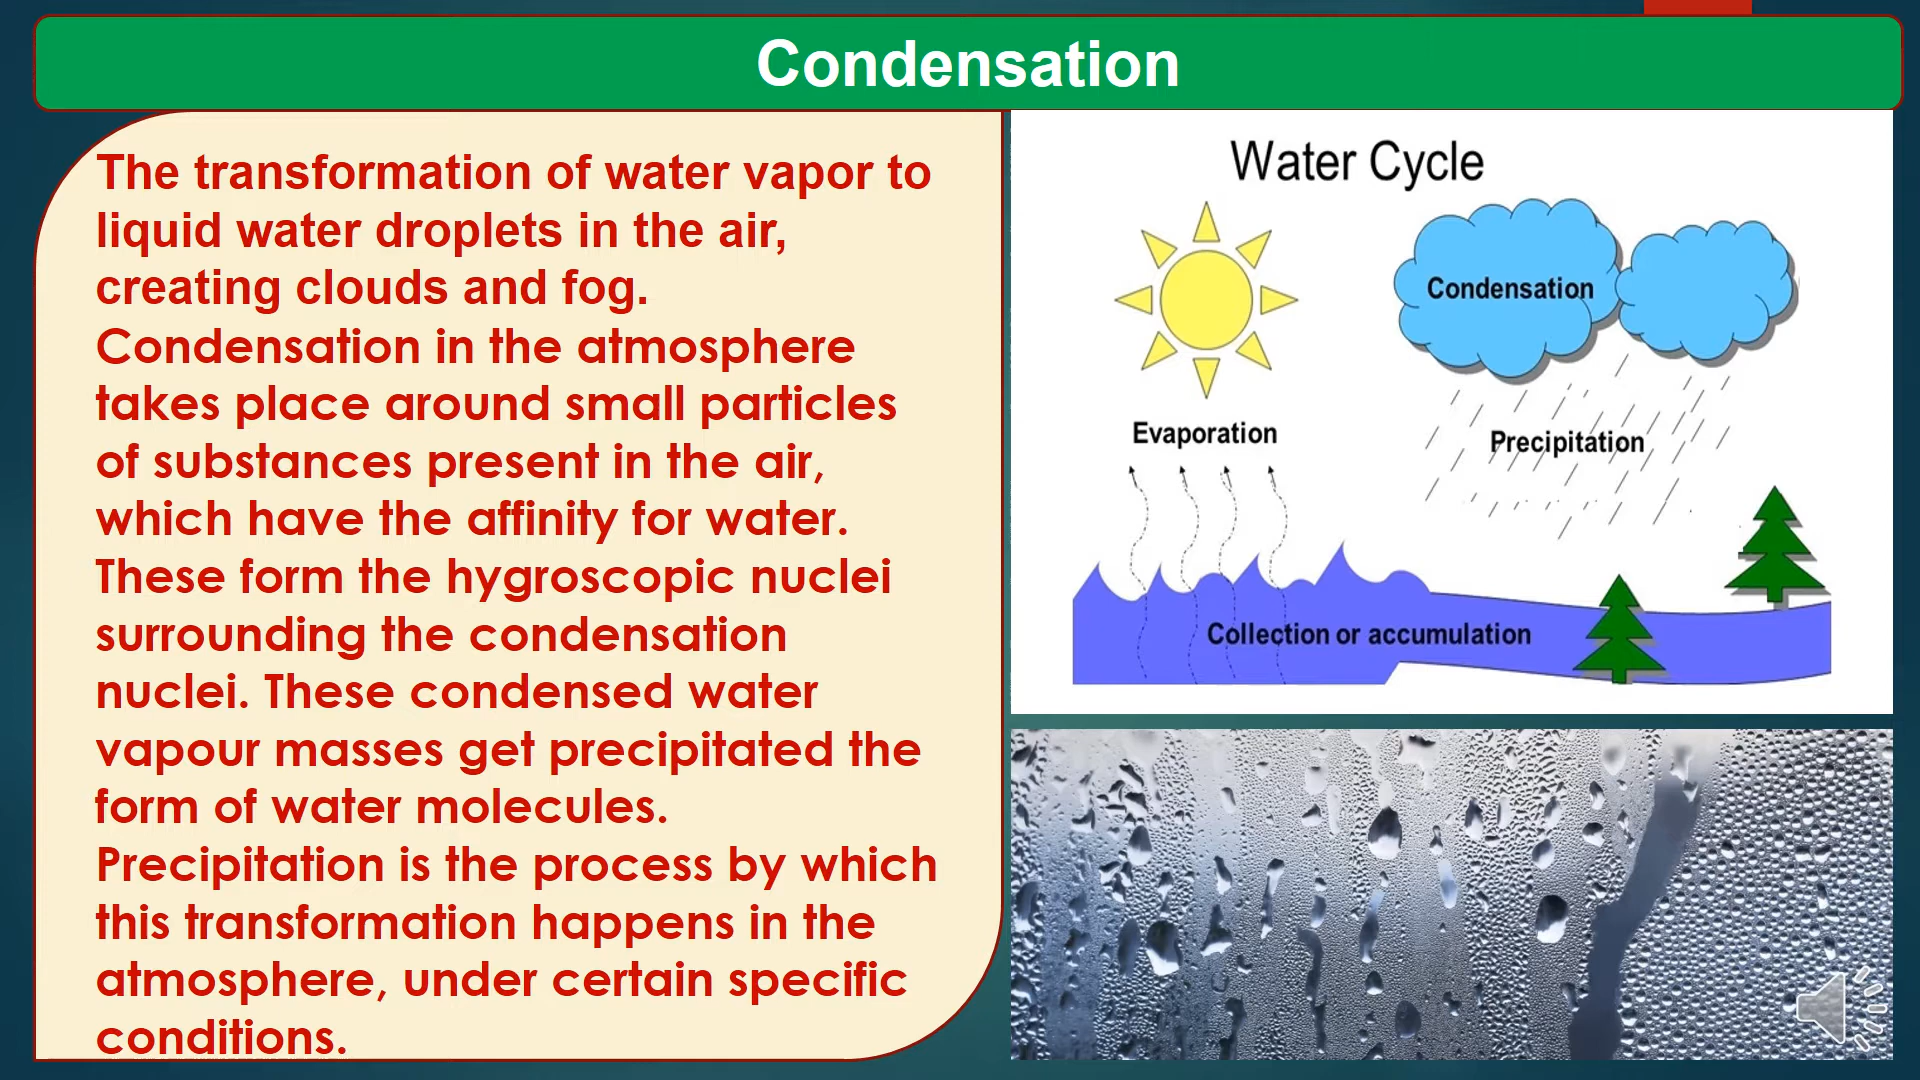 Condensation
The transformation of water vapor to
liquid water droplets in the air,
creating clouds and fog.
Condensation in the atmosphere
takes place around small particles
of substances present in the air,
which have the affinity for water.
These form the hygroscopic nuclei
surrounding the condensation
nuclei. These condensed water
vapour masses get precipitated the
form of water molecules.
Precipitation is the process by which
this transformation happens in the
atmosphere, under certain specific
conditions.
Water Cycle
Condensation
Evaporation
Precipitation
Collection or accumulation